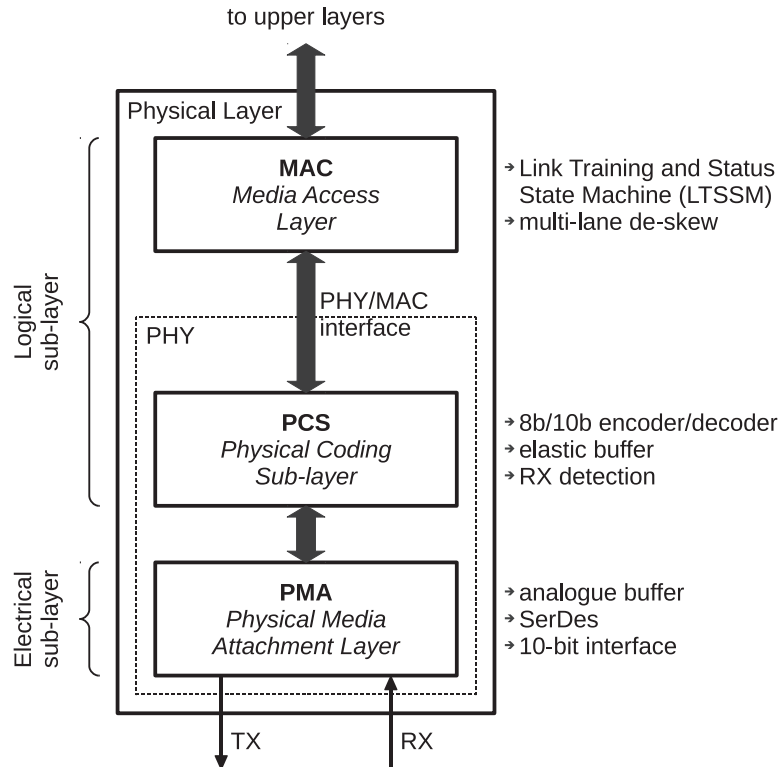 to upper layers
Physical Layer
MAC
Media Access
Layer
→ Link Training and Status
State Machine (LTSSM)
→ multi-lane de-skew
Logical
sub-layer
PHY/MAC
interface
PHY
PCS
Physical Coding
Sub-layer
→ 8b/10b encoder/decoder
→ elastic buffer
→ RX detection
Electrical
sub-layer
PMA
Physical Media
Attachment Layer
→ analogue buffer
→ SerDes
→ 10-bit interface
TX
RX